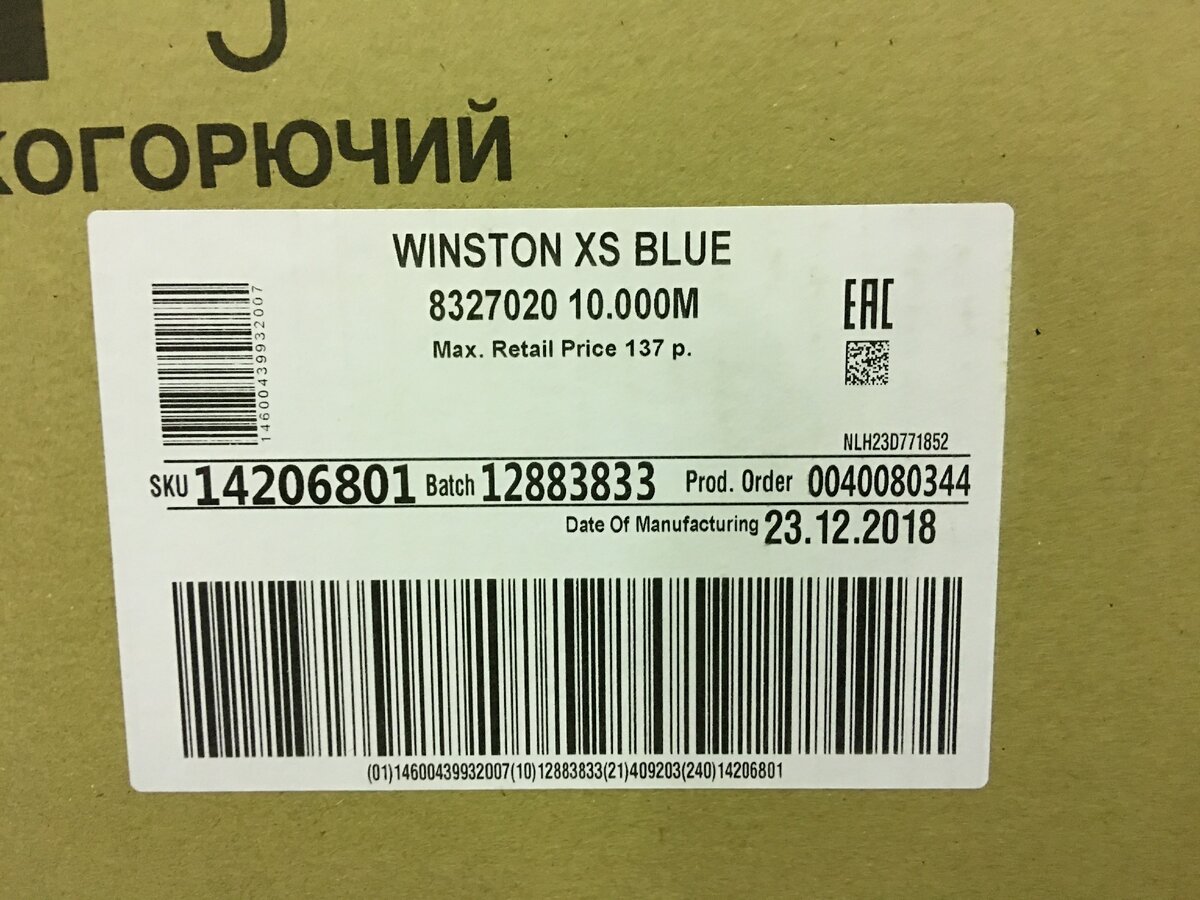 КОГОРЮЧИЙ
WINSTON XS BLUE
8327020 10.000M
Max. Retail Price 137 р.
EAC
14600439932007
NLH23D771852
SKU 14206801 Batch 12883833 Prod. Order 0040080344
Date Of Manufacturing 23.12.2018
(01)14600439932007(10)12883833(21)409203(240)14206801